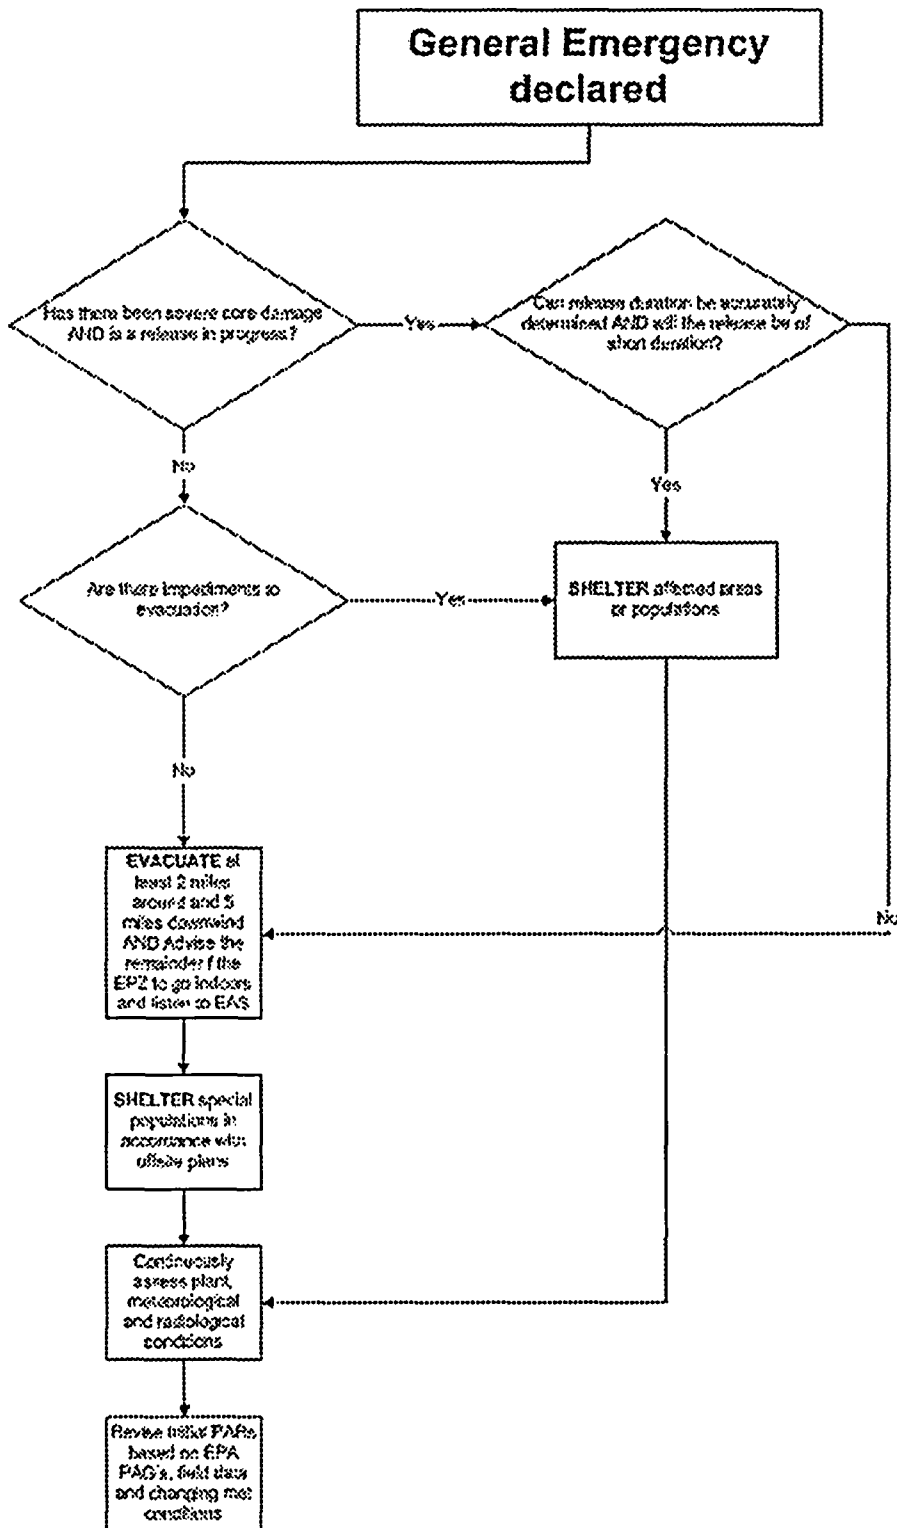 General Emergency
declared
Has there been severe core damage
AND is a release in progress?
Yes
Can release duration be accurately
determined AND will the release be of
short duration?
No
Yes
Are there impediments to
evacuation?
Yes
SHELTER affected areas
or populations
No
No
EVACUATE at
least 2 miles
around and 5
miles downwind
AND Advise the
remainder f the
EPZ to go indoors
and listen to EAS
SHELTER special
populations in
accordance with
offsite plans
Continuously
assess plant,
meteorological
and radiological
conditions
Revise initial PARs
based on EPA
PAG's, field data
and changing met
conditions